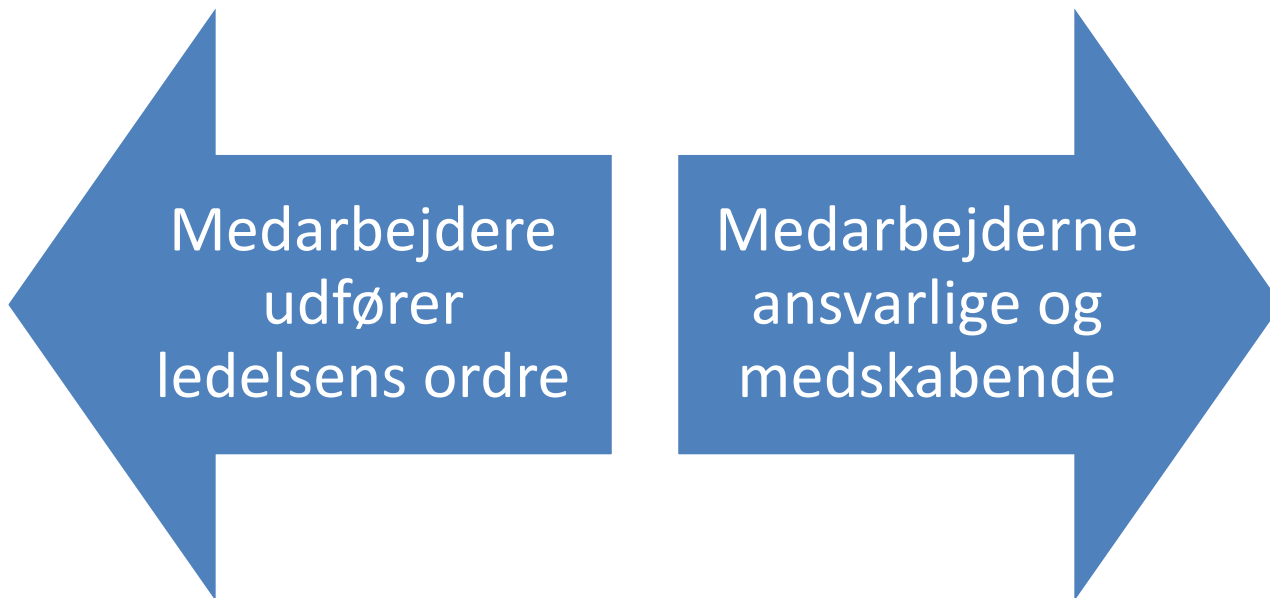 Medarbejdere
udfører
ledelsens ordre
Medarbejderne
ansvarlige og
medskabende